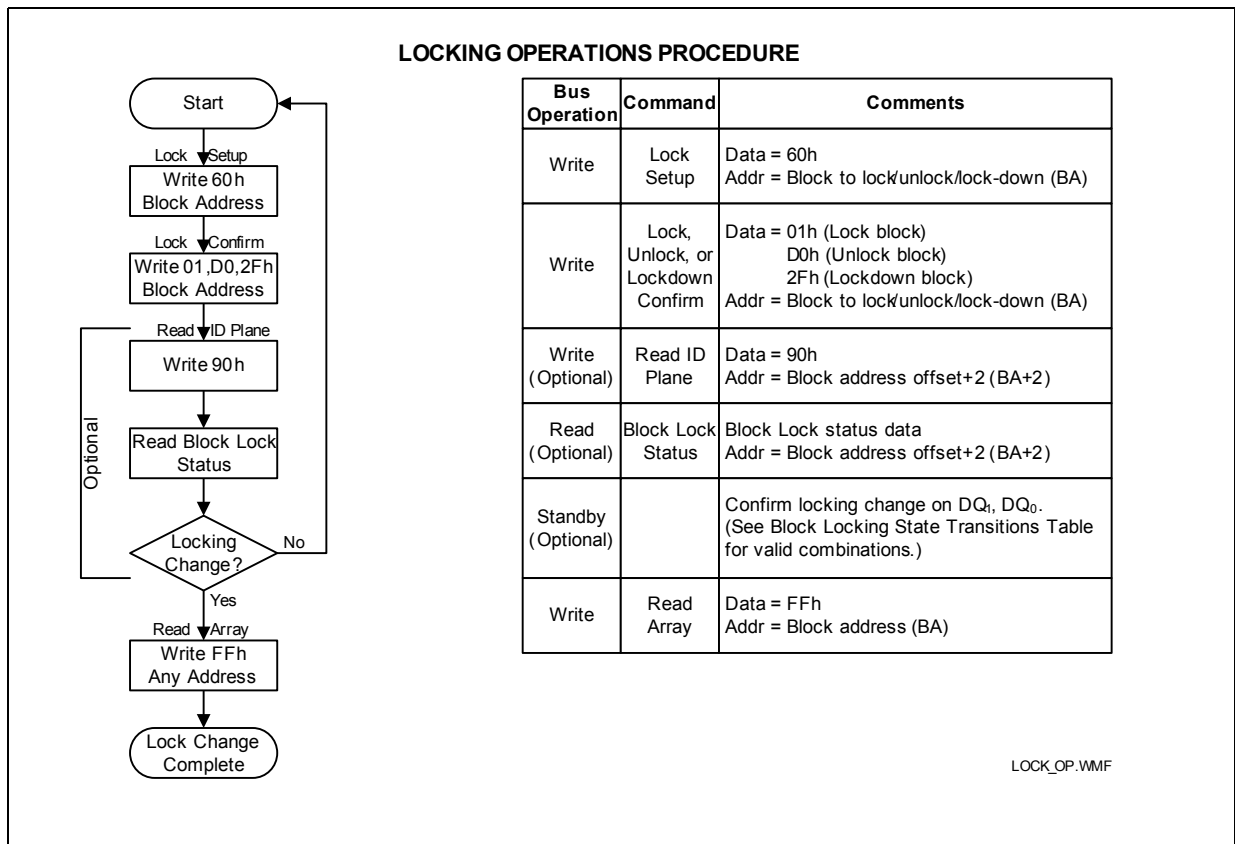 LOCKING OPERATIONS PROCEDURE
Start
Lock Setup
Write 60h
Block Address
Lock Confirm
Write 01,D0,2Fh
Block Address
Read ID Plane
Write 90h
Optional
Read Block Lock
Status
Locking
Change?
No
Yes
Read Array
Write FFh
Any Address
Lock Change
Complete
Bus
Operation
Command
Comments
Write
Lock
Setup
Data = 60h
Addr = Block to lock/unlock/lock-down (BA)
Write
Lock,
Unlock, or
Lockdown
Confirm
Data = 01h (Lock block)
D0h (Unlock block)
2Fh (Lockdown block)
Addr = Block to lock/unlock/lock-down (BA)
Write
(Optional)
Read ID
Plane
Data = 90h
Addr = Block address offset+2 (BA+2)
Read
(Optional)
Block Lock
Status
Block Lock status data
Addr = Block address offset+2 (BA+2)
Standby
(Optional)
Confirm locking change on DQ₁, DQ₀.
(See Block Locking State Transitions Table
for valid combinations.)
Write
Read
Array
Data = FFh
Addr = Block address (BA)
LOCK_OP.WMF